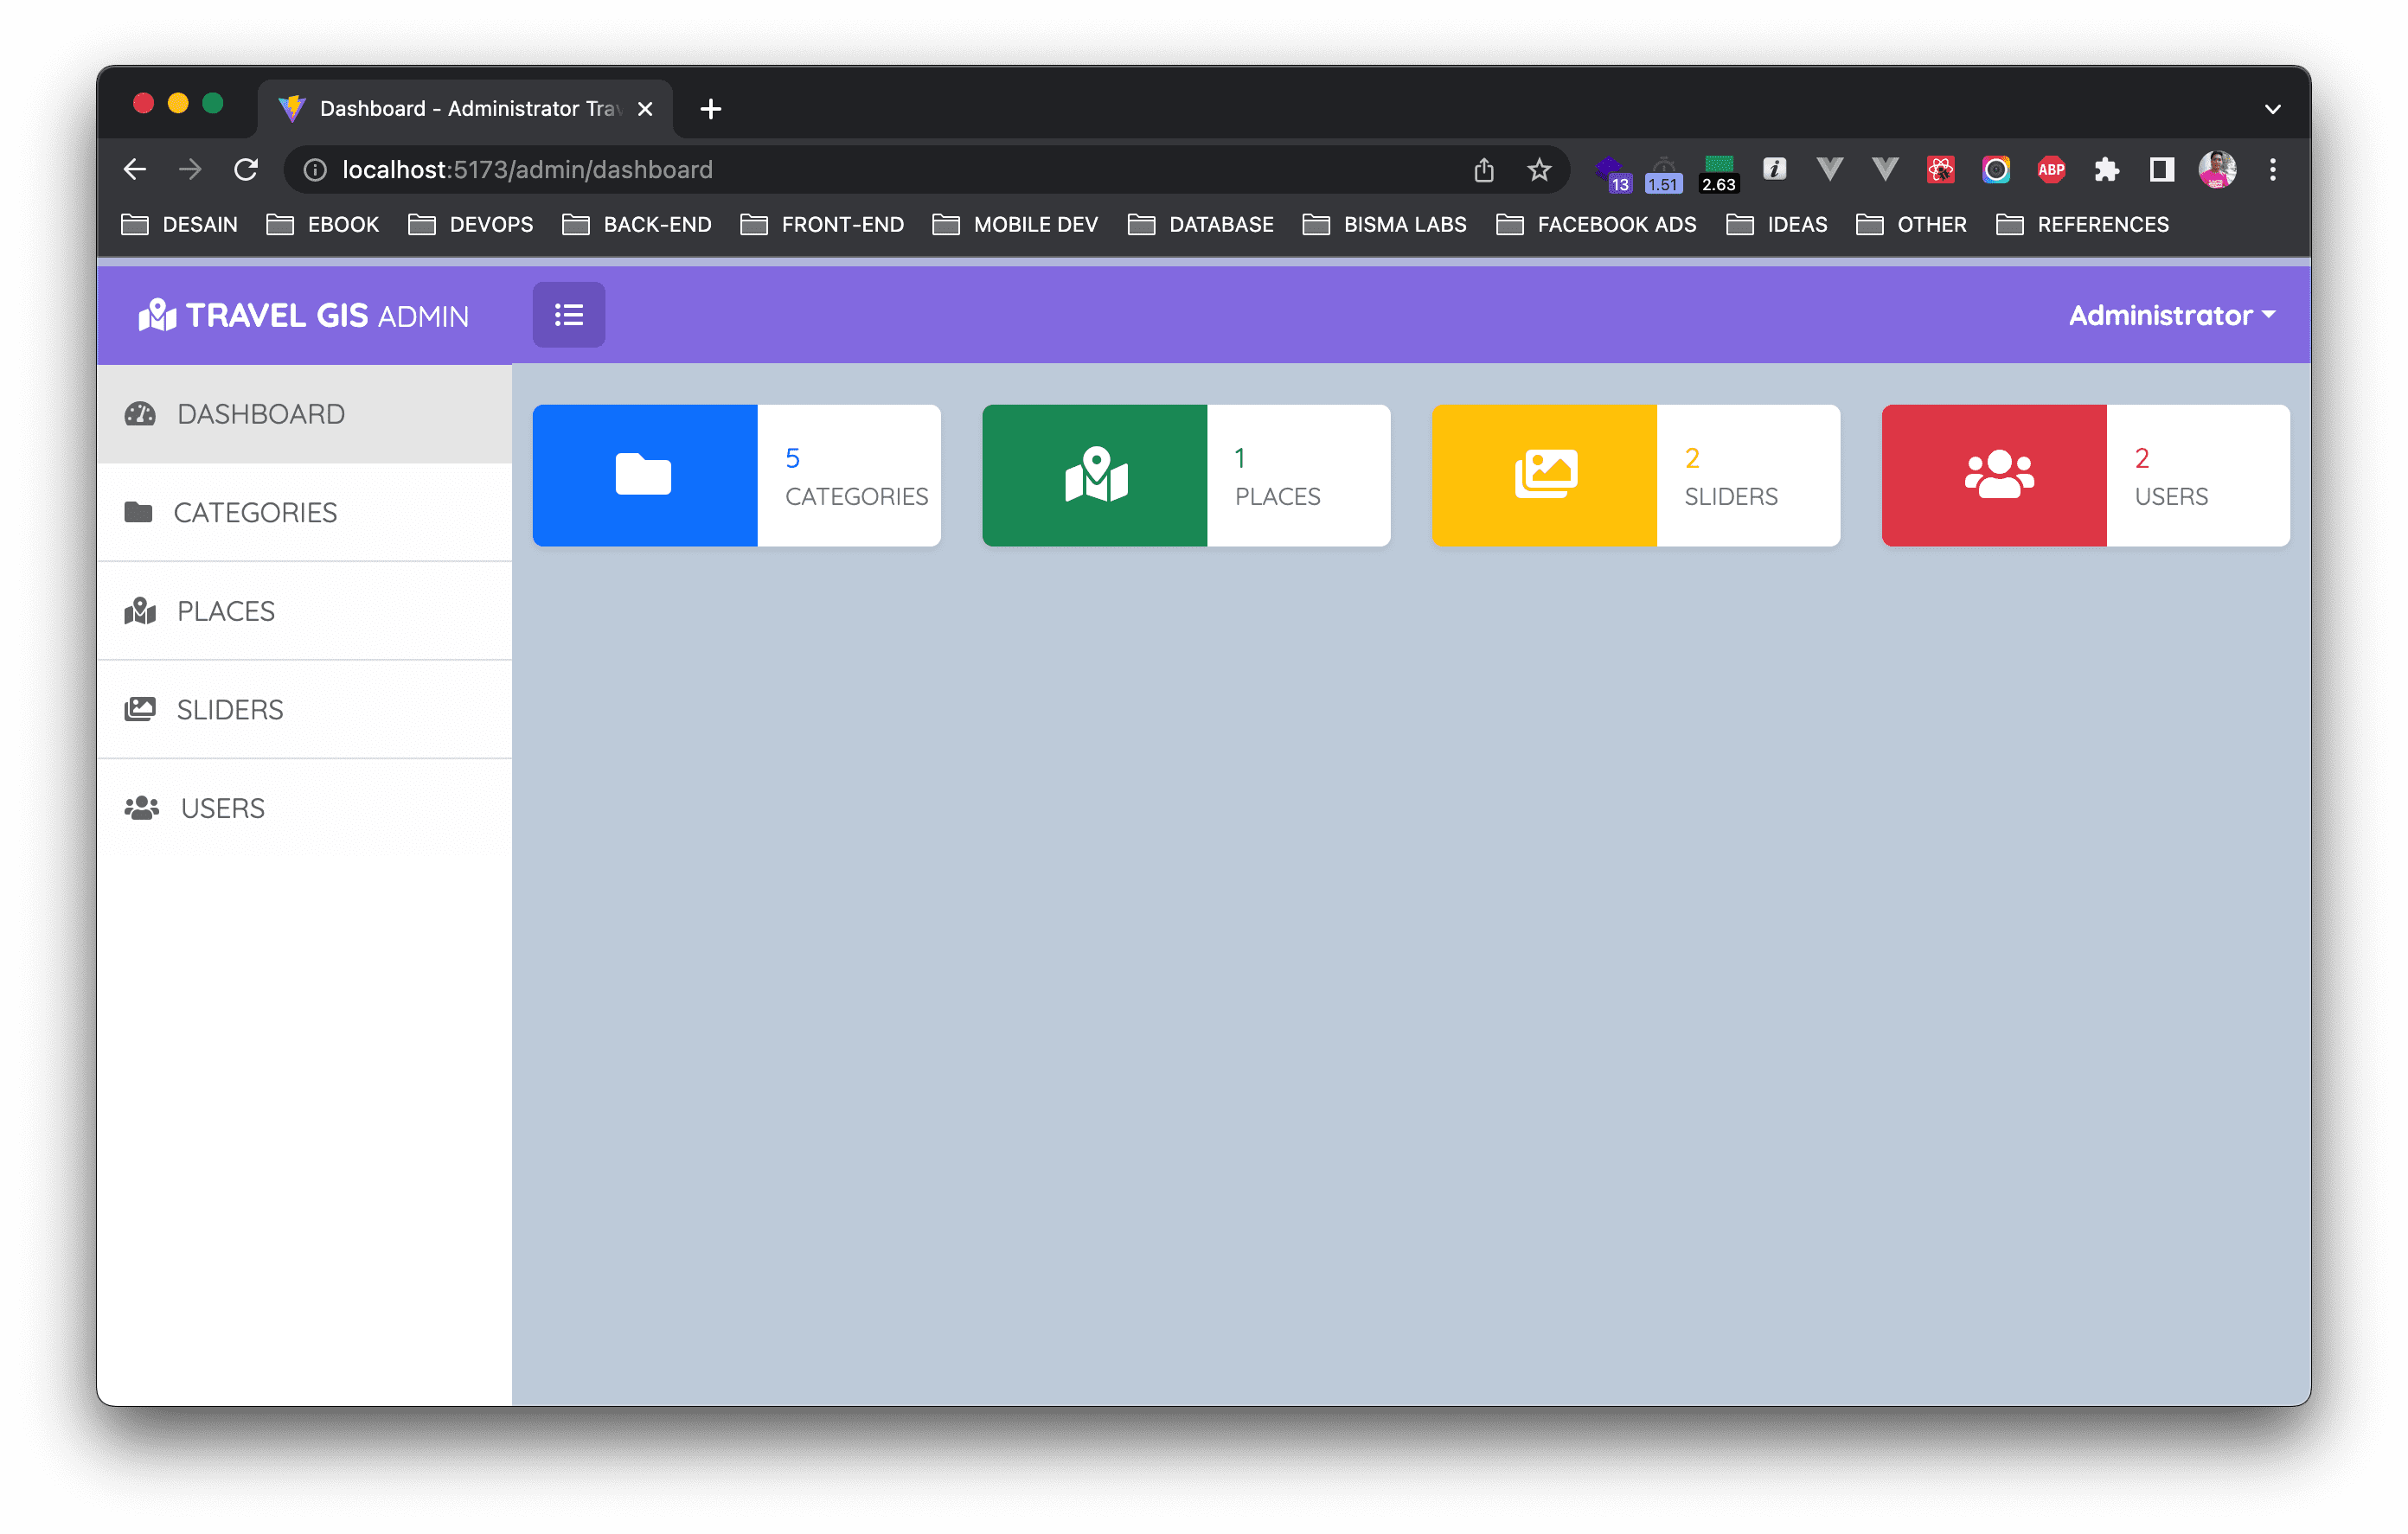 Dashboard - Administrator Trav
localhost:5173/admin/dashboard
13
1.51
2.63
ABP
DESAIN EBOOK DEVOPS BACK-END FRONT-END MOBILE DEV DATABASE BISMA LABS FACEBOOK ADS IDEAS OTHER REFERENCES
TRAVEL GIS ADMIN
Administrator
DASHBOARD
CATEGORIES
PLACES
SLIDERS
USERS
5
CATEGORIES
1
PLACES
2
SLIDERS
2
USERS